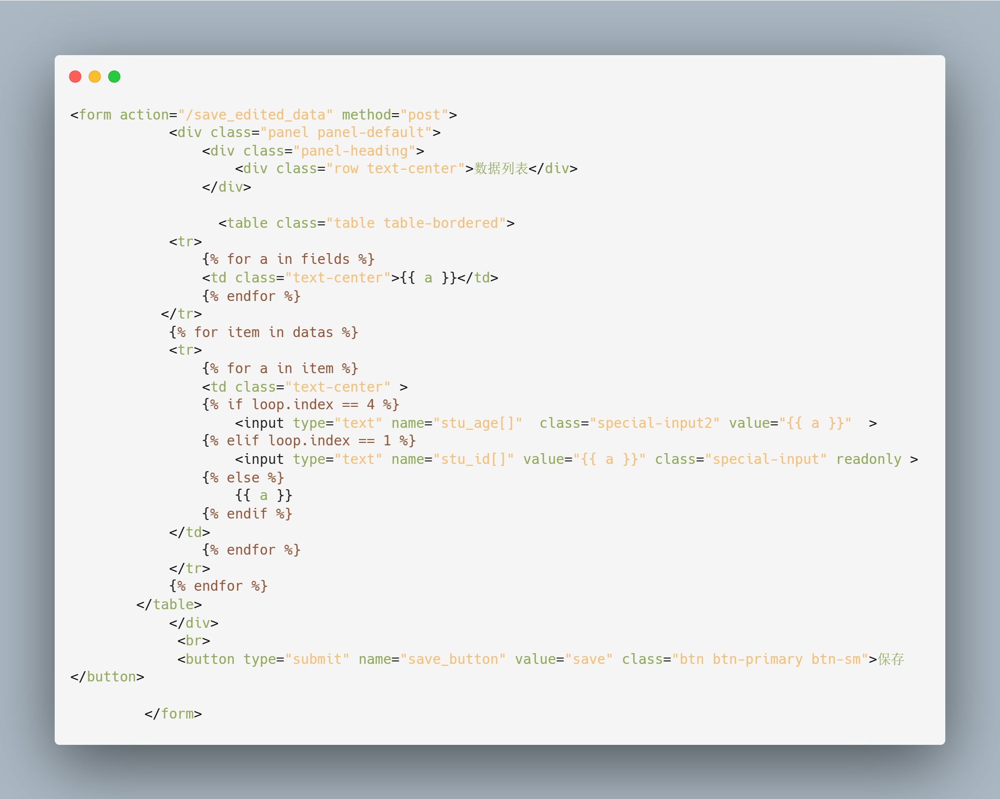 <form action="/save_edited_data" method="post">
            <div class="panel panel-default">
                <div class="panel-heading">
                    <div class="row text-center">数据列表</div>
                </div>

                  <table class="table table-bordered">
            <tr>
                {% for a in fields %}
                <td class="text-center">{{ a }}</td>
                {% endfor %}
           </tr>
            {% for item in datas %}
            <tr>
                {% for a in item %}
                <td class="text-center" >
                {% if loop.index == 4 %}
                    <input type="text" name="stu_age[]"  class="special-input2" value="{{ a }}"  >
                {% elif loop.index == 1 %}
                    <input type="text" name="stu_id[]" value="{{ a }}" class="special-input" readonly >
                {% else %}
                    {{ a }}
                {% endif %}
            </td>
                {% endfor %}
            </tr>
            {% endfor %}
        </table>
            </div>
             <br>
             <button type="submit" name="save_button" value="save" class="btn btn-primary btn-sm">保存
</button>

         </form>